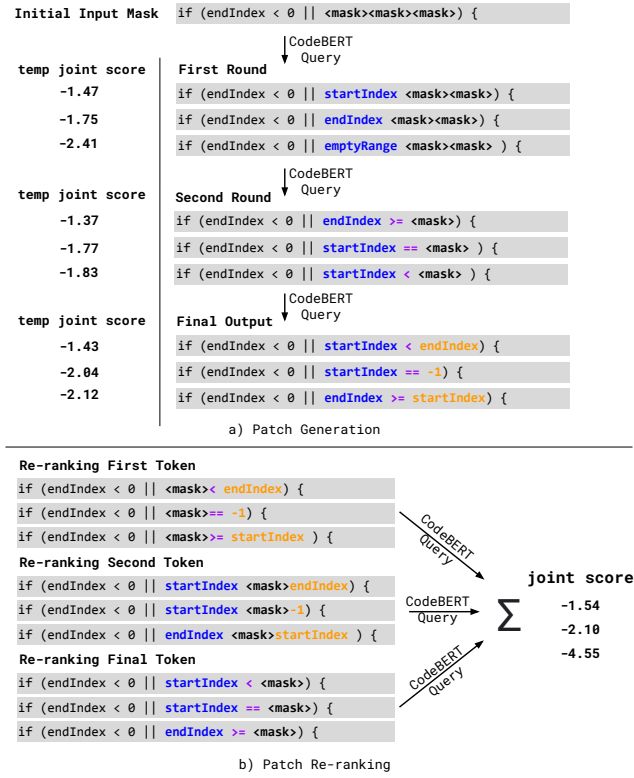 Initial Input Mask if (endIndex < 0 || <mask><mask><mask>) {
CodeBERT
Query
temp joint score First Round
-1.47 if (endIndex < 0 || startIndex <mask><mask>) {
-1.75 if (endIndex < 0 || endIndex <mask><mask>) {
-2.41 if (endIndex < 0 || emptyRange <mask><mask> ) {
CodeBERT
Query
temp joint score Second Round
-1.37 if (endIndex < 0 || endIndex >= <mask>) {
-1.77 if (endIndex < 0 || startIndex == <mask> ) {
-1.83 if (endIndex < 0 || startIndex < <mask> ) {
CodeBERT
Query
temp joint score Final Output
-1.43 if (endIndex < 0 || startIndex < endIndex) {
-2.04 if (endIndex < 0 || startIndex == -1) {
-2.12 if (endIndex < 0 || endIndex >= startIndex) {
a) Patch Generation
Re-ranking First Token
if (endIndex < 0 || <mask>< endIndex) {
if (endIndex < 0 || <mask>== -1) {
if (endIndex < 0 || <mask>>= startIndex ) {
Re-ranking Second Token
if (endIndex < 0 || startIndex <mask>endIndex) {
if (endIndex < 0 || startIndex <mask>-1) {
if (endIndex < 0 || endIndex <mask>startIndex ) {
Re-ranking Final Token
if (endIndex < 0 || startIndex < <mask>) {
if (endIndex < 0 || startIndex == <mask>) {
if (endIndex < 0 || endIndex >= <mask>) {
CodeBERT
Query
CodeBERT
Query
CodeBERT
Query
Σ
joint score
-1.54
-2.10
-4.55
b) Patch Re-ranking